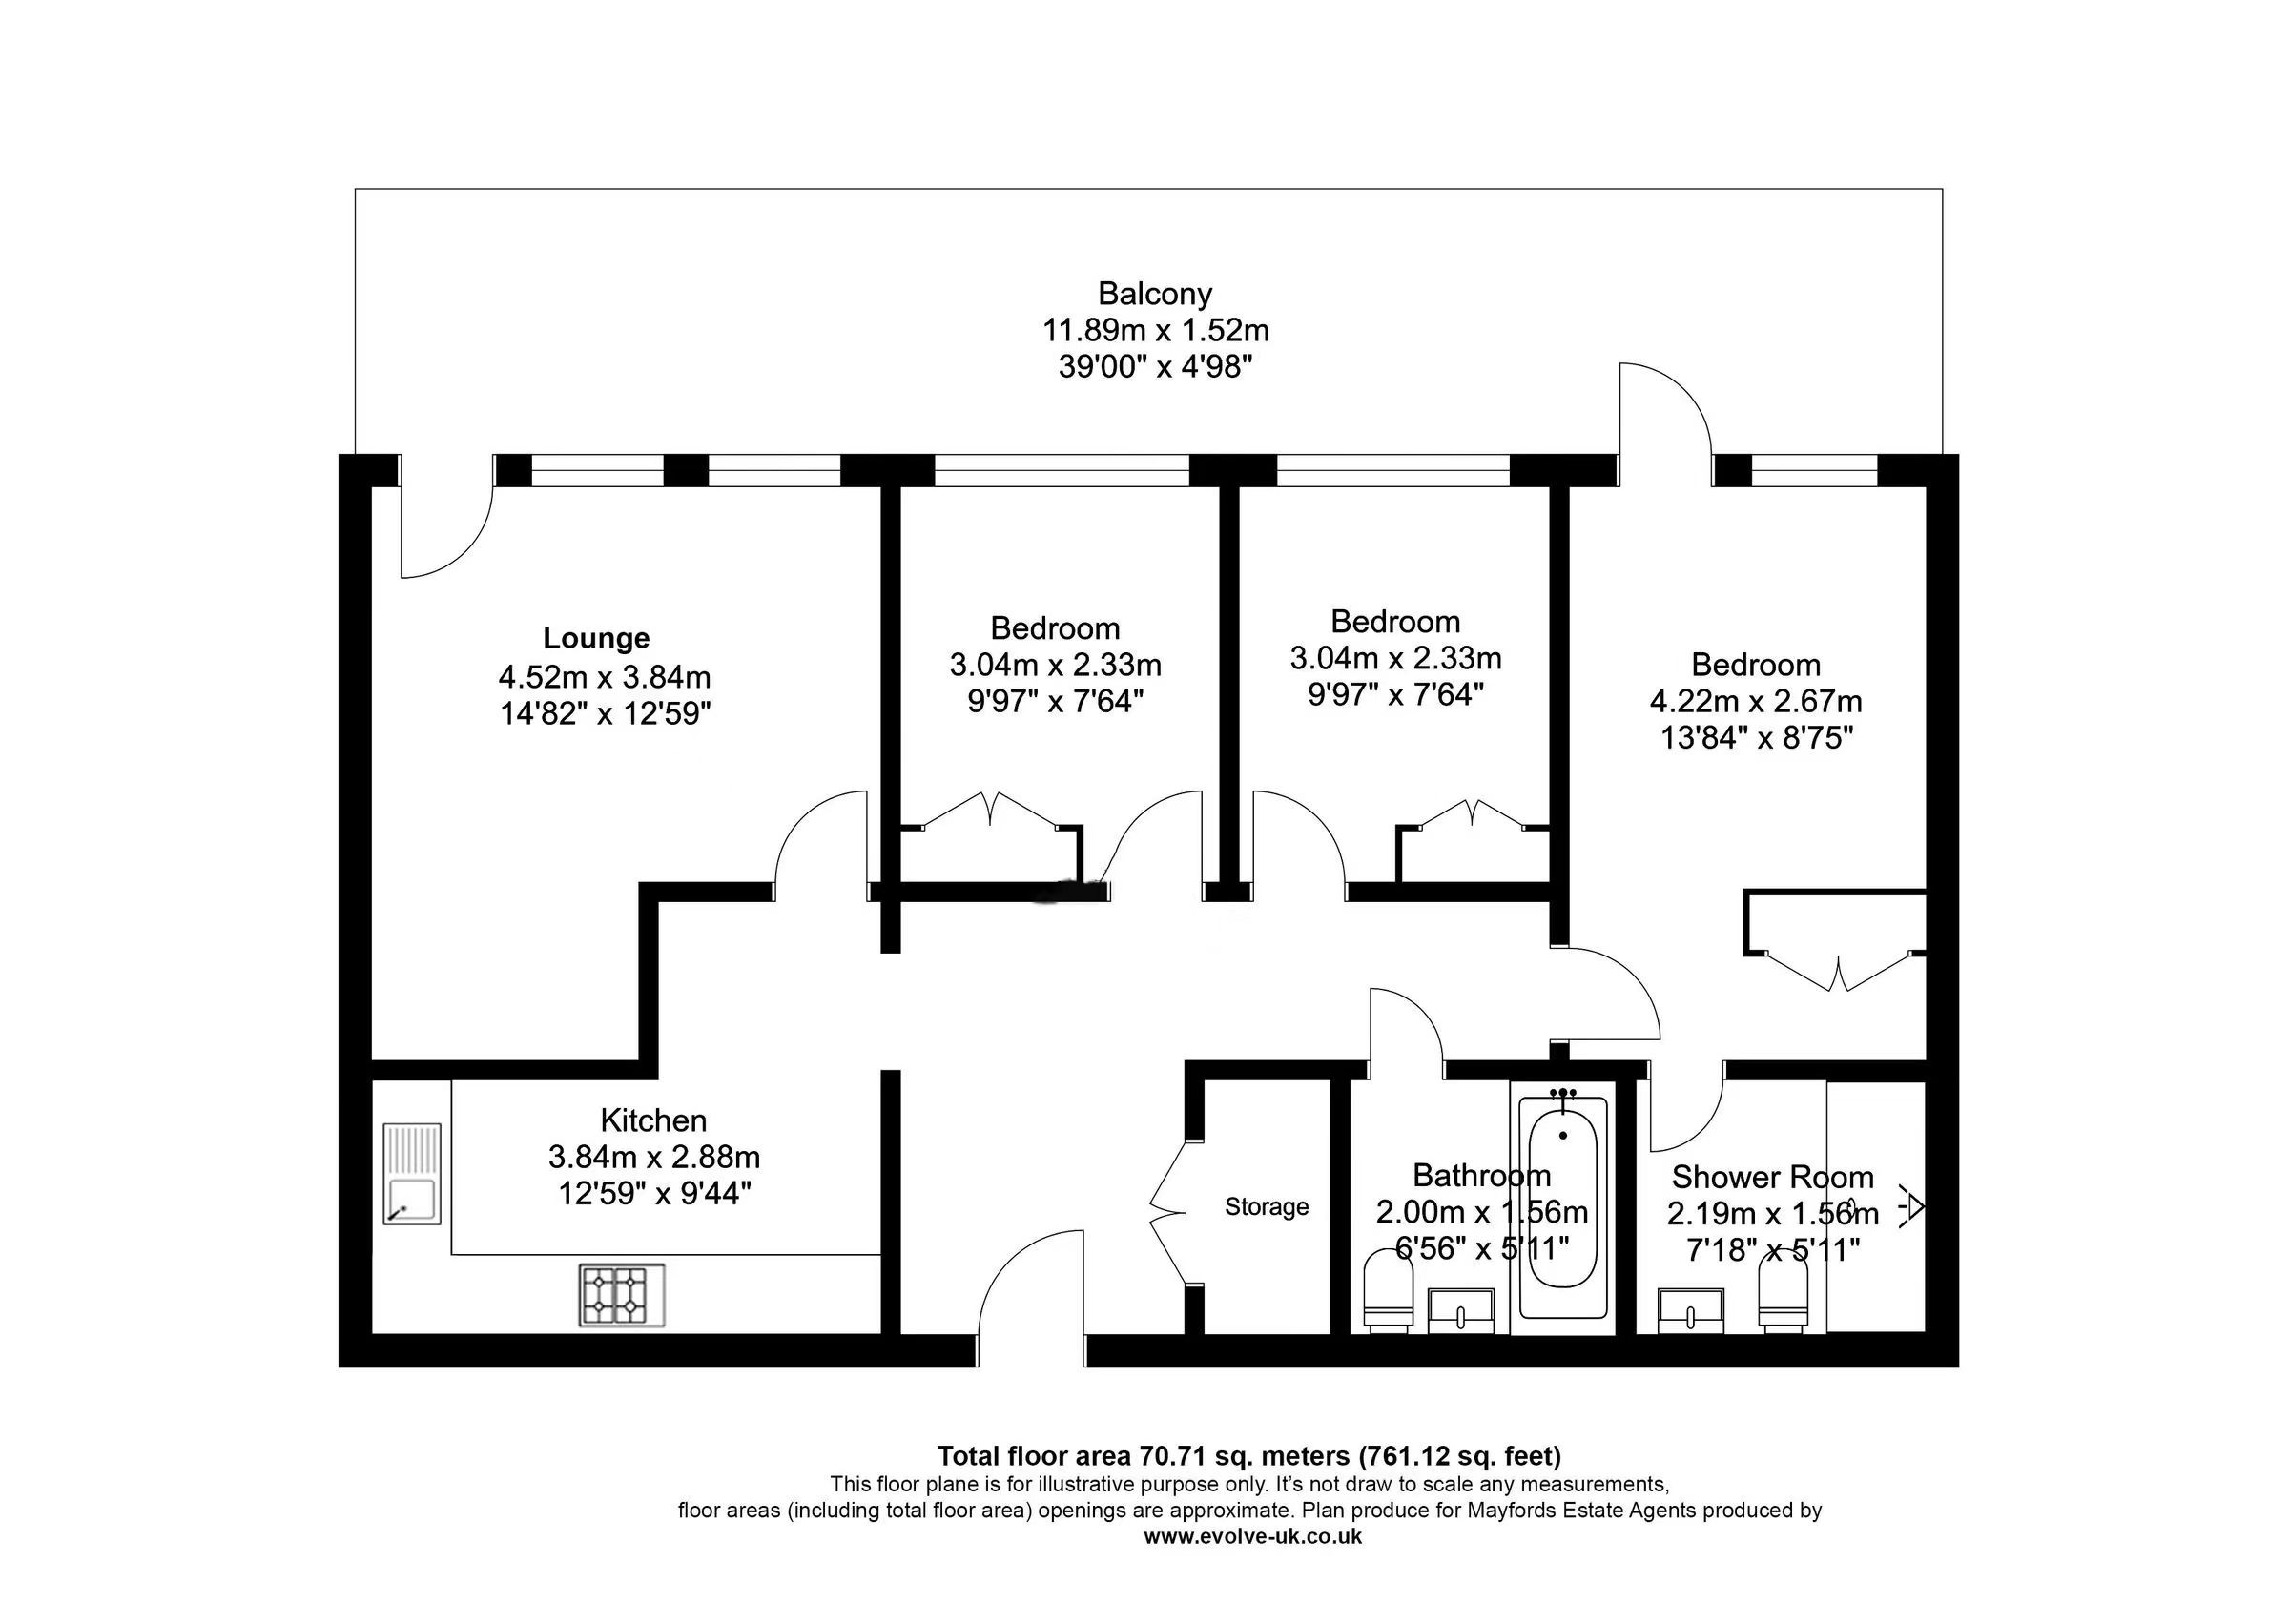 Balcony
11.89m x 1.52m
39'00" x 4'98"
Lounge
4.52m x 3.84m
14'82" x 12'59"
Bedroom
3.04m x 2.33m
9'97" x 7'64"
Bedroom
3.04m x 2.33m
9'97" x 7'64"
Bedroom
4.22m x 2.67m
13'84" x 8'75"
Kitchen
3.84m x 2.88m
12'59" x 9'44"
Storage
Bathroom
2.00m x 1.56m
6'56" x 5'11"
Shower Room
2.19m x 1.56m
7'18" x 5'11"
Total floor area 70.71 sq. meters (761.12 sq. feet)
This floor plane is for illustrative purpose only. It’s not draw to scale any measurements,
floor areas (including total floor area) openings are approximate. Plan produce for Mayfords Estate Agents produced by
www.evolve-uk.co.uk